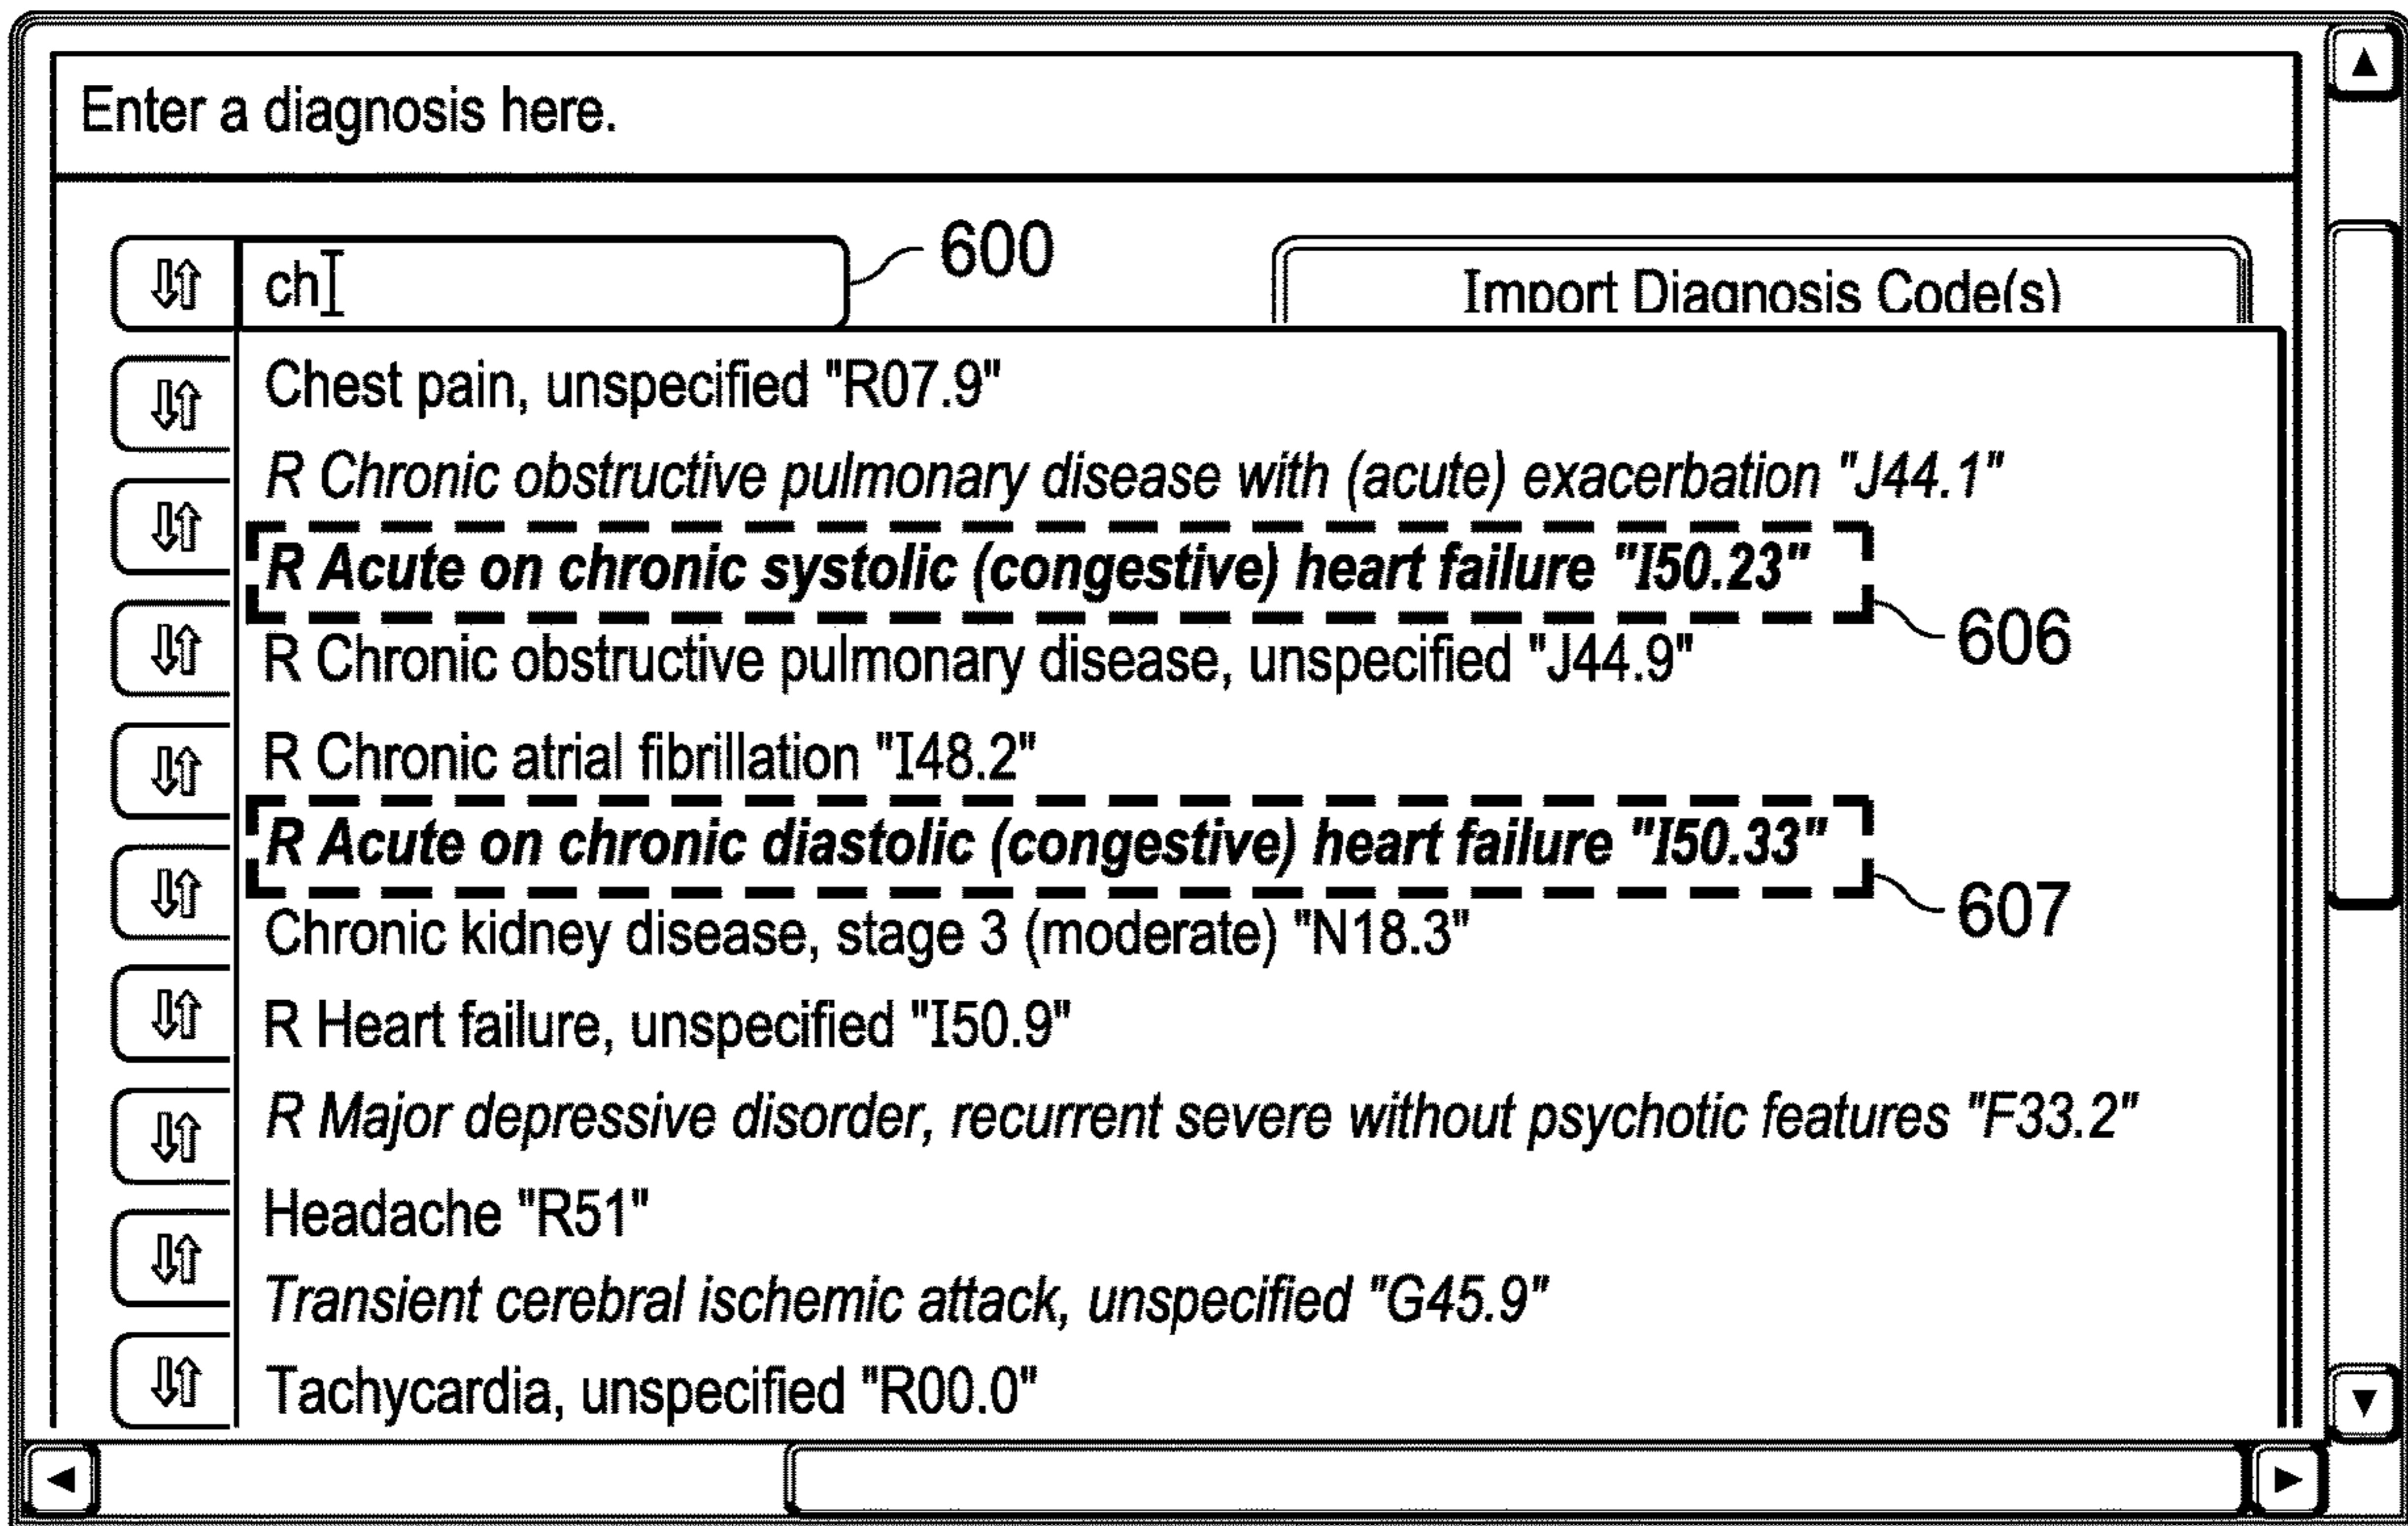 Enter a diagnosis here.
ch
600
Import Diagnosis Code(s)
Chest pain, unspecified "R07.9"
R Chronic obstructive pulmonary disease with (acute) exacerbation "J44.1"
R Acute on chronic systolic (congestive) heart failure "I50.23"
606
R Chronic obstructive pulmonary disease, unspecified "J44.9"
R Chronic atrial fibrillation "I48.2"
R Acute on chronic diastolic (congestive) heart failure "I50.33"
607
Chronic kidney disease, stage 3 (moderate) "N18.3"
R Heart failure, unspecified "I50.9"
R Major depressive disorder, recurrent severe without psychotic features "F33.2"
Headache "R51"
Transient cerebral ischemic attack, unspecified "G45.9"
Tachycardia, unspecified "R00.0"